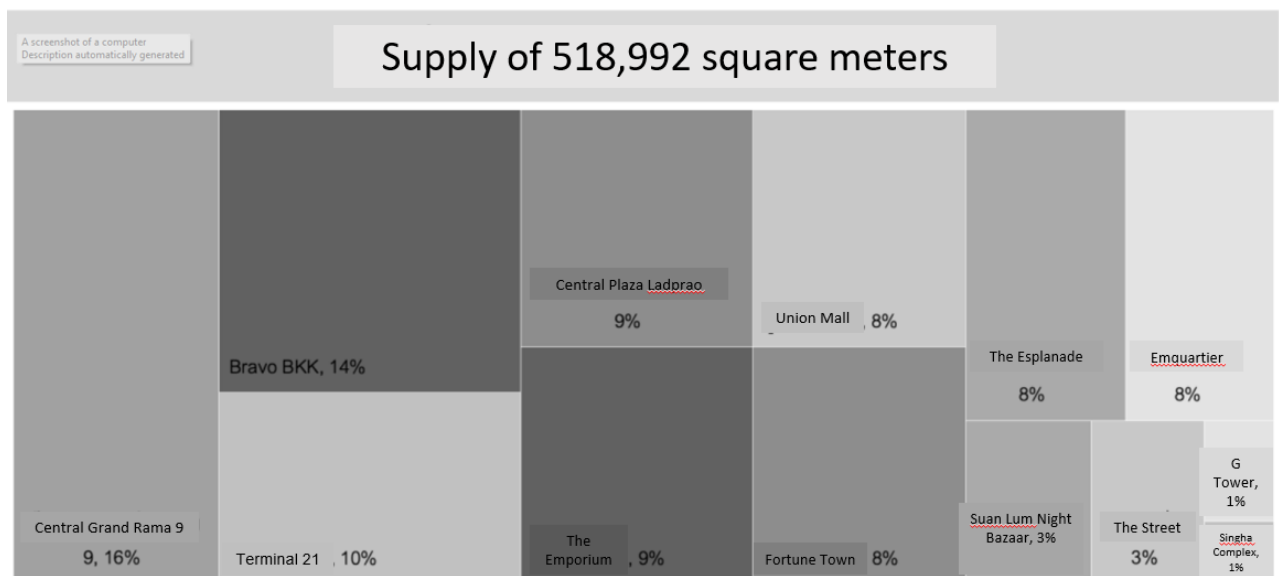 A screenshot of a computer
Description automatically generated
Supply of 518,992 square meters
Central Plaza Ladprao
9%
Union Mall , 8%
The Esplanade
8%
Emquartier
8%
Bravo BKK, 14%
Central Grand Rama 9
9, 16%
Terminal 21 , 10%
The
Emporium , 9%
Fortune Town 8%
Suan Lum Night
Bazaar, 3%
The Street
3%
G
Tower,
1%
Singha
Complex,
1%